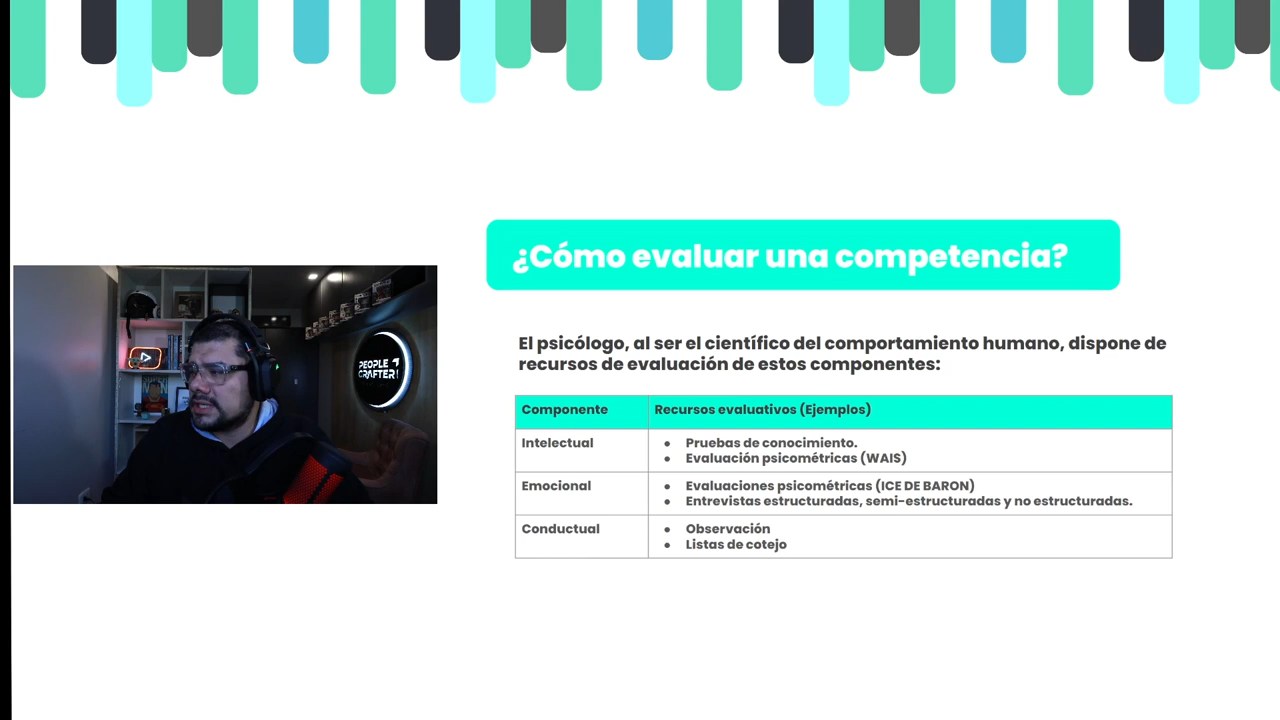 ¿Cómo evaluar una competencia?
El psicólogo, al ser el científico del comportamiento humano, dispone de
recursos de evaluación de estos componentes:
Componente
Recursos evaluativos (Ejemplos)
Intelectual
● Pruebas de conocimiento.
● Evaluación psicométricas (WAIS)
Emocional
● Evaluaciones psicométricas (ICE DE BARON)
● Entrevistas estructuradas, semi-estructuradas y no estructuradas.
Conductual
● Observación
● Listas de cotejo
PEOPLE
CRAFTER!